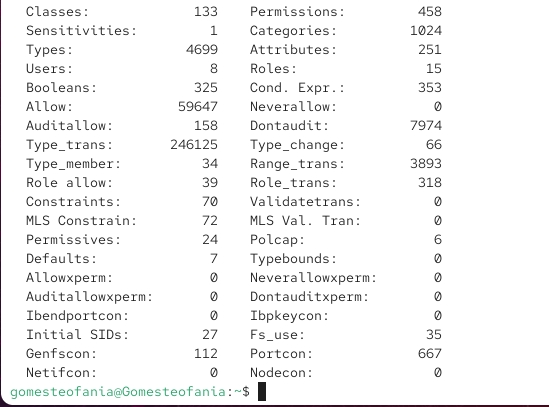 Classes: 133 Permissions: 458
Sensitivities: 1 Categories: 1024
Types: 4699 Attributes: 251
Users: 8 Roles: 15
Booleans: 325 Cond. Expr.: 353
Allow: 59647 Neverallow: 0
Auditallow: 158 Dontaudit: 7974
Type_trans: 246125 Type_change: 66
Type_member: 34 Range_trans: 3893
Role allow: 39 Role_trans: 318
Constraints: 70 Validatetrans: 0
MLS Constrain: 72 MLS Val. Tran: 0
Permissives: 24 Polcap: 6
Defaults: 7 Typebounds: 0
Allowxperm: 0 Neverallowxperm: 0
Auditallowxperm: 0 Dontauditxperm: 0
Ibendportcon: 0 Ibpkeycon: 0
Initial SIDs: 27 Fs_use: 35
Genfscon: 112 Portcon: 667
Netifcon: 0 Nodecon: 0
gomesteofania@Gomesteofania:~$